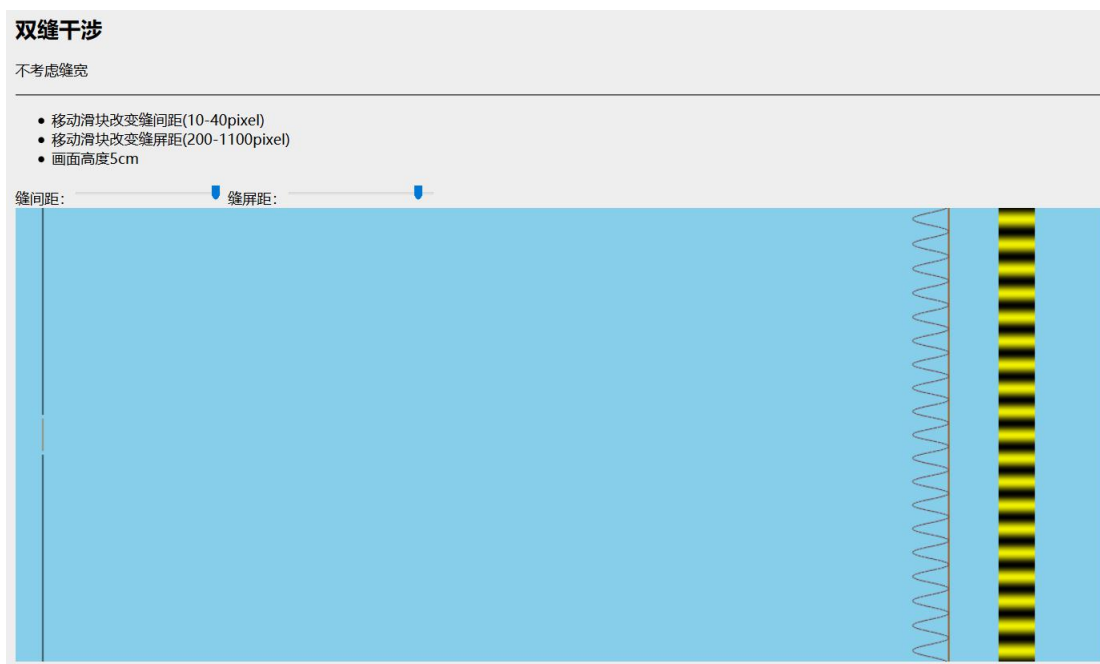 双缝干涉
不考虑缝宽
移动滑块改变缝间距(10-40pixel)
移动滑块改变缝屏距(200-1100pixel)
画面高度5cm
缝间距： 缝屏距：